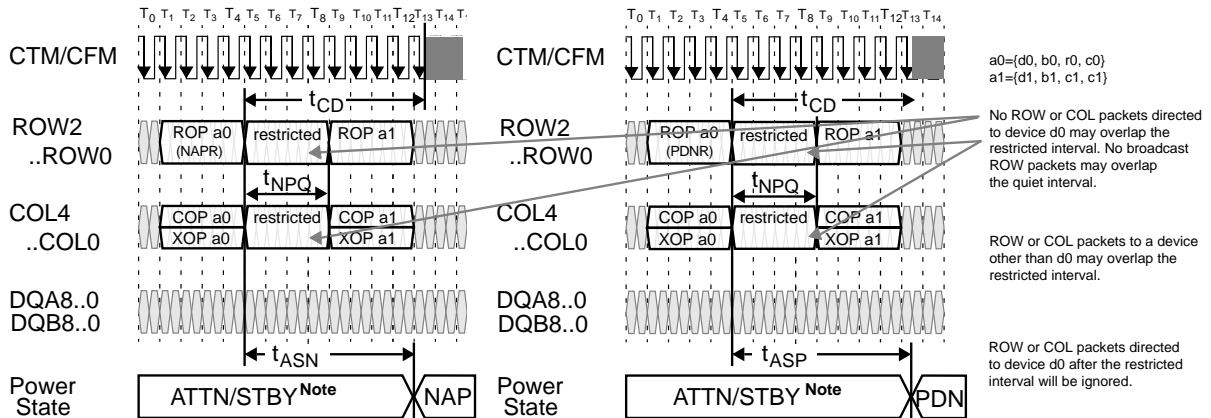 T0 T1 T2 T3 T4 T5 T6 T7 T8 T9 T10 T11 T12 T13 T14
CTM/CFM
tCD
ROW2
..ROW0
ROP a0
(NAPR)
restricted
ROP a1
tNPQ
COL4
..COL0
COP a0
XOP a0
restricted
COP a1
XOP a1
DQA8..0
DQB8..0
tASN
Power
State
ATTN/STBY Note
NAP
T0 T1 T2 T3 T4 T5 T6 T7 T8 T9 T10 T11 T12 T13 T14
CTM/CFM
tCD
ROW2
..ROW0
ROP a0
(PDNR)
restricted
ROP a1
tNPQ
COL4
..COL0
COP a0
XOP a0
restricted
COP a1
XOP a1
DQA8..0
DQB8..0
tASP
Power
State
ATTN/STBY Note
PDN
a0={d0, b0, r0, c0}
a1={d1, b1, c1, c1}
No ROW or COL packets directed
to device d0 may overlap the
restricted interval. No broadcast
ROW packets may overlap
the quiet interval.
ROW or COL packets to a device
other than d0 may overlap the
restricted interval.
ROW or COL packets directed
to device d0 after the restricted
interval will be ignored.